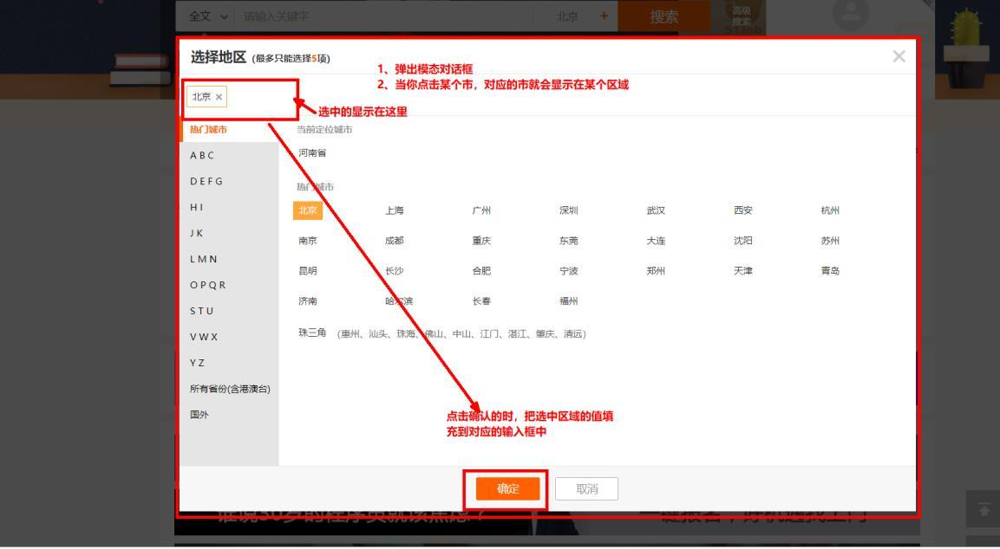 全文 请输入关键字 北京 + 搜索 高级
搜索
51Job
选择地区 (最多只能选择5项)
1、弹出模态对话框
2、当你点击某个市，对应的市就会显示在某个区域
北京 ×
选中的显示在这里
热门城市
当前定位城市
河南省
A B C
D E F G
H I
J K
L M N
O P Q R
S T U
V W X
Y Z
所有省份(含港澳台)
国外
热门城市
北京 上海 广州 深圳 武汉 西安 杭州
南京 成都 重庆 东莞 大连 沈阳 苏州
昆明 长沙 合肥 宁波 郑州 天津 青岛
济南 哈尔滨 长春 福州
珠三角 (惠州、汕头、珠海、佛山、中山、江门、湛江、肇庆、清远)
点击确认的时，把选中区域的值填
充到对应的输入框中
确定 取消